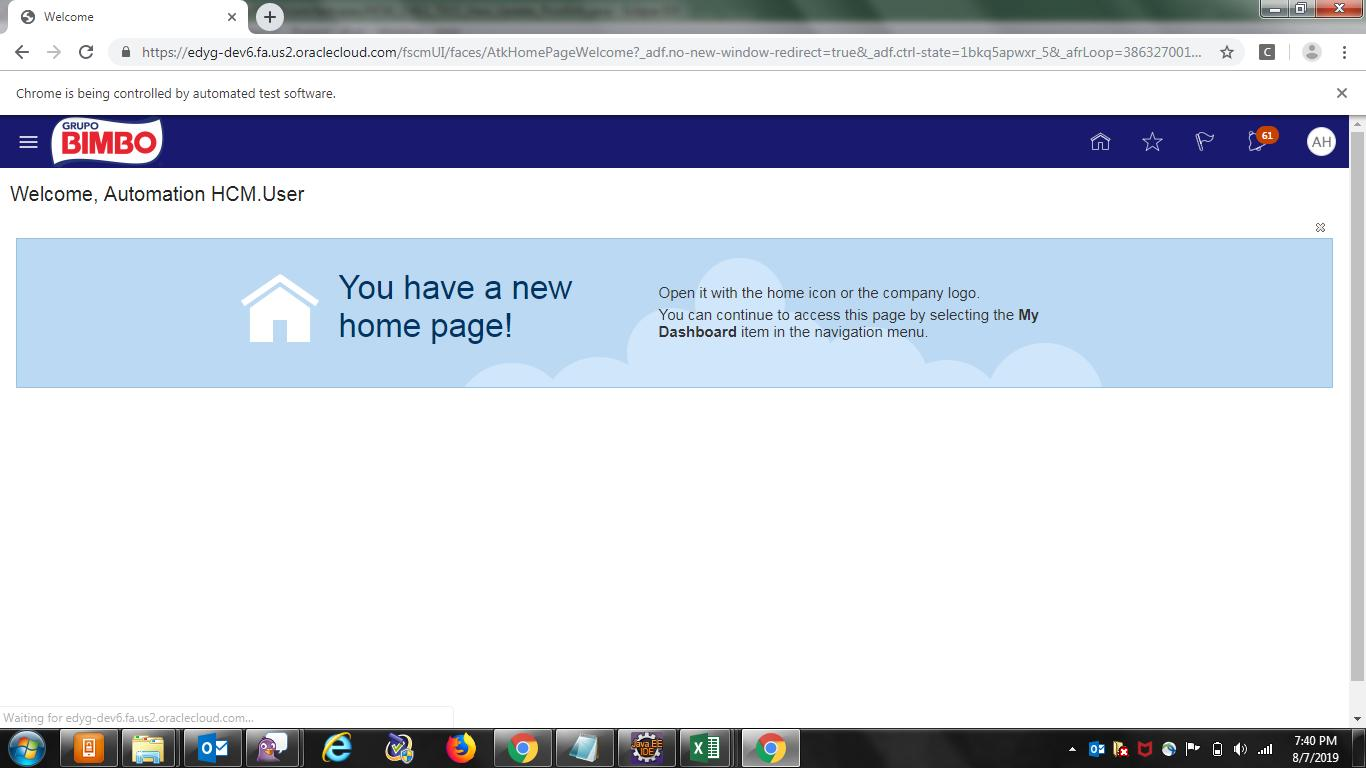 Welcome
https://edyg-dev6.fa.us2.oraclecloud.com/fscmUI/faces/AtkHomePageWelcome?_adf.no-new-window-redirect=true&_adf.ctrl-state=1bkq5apwxr_5&_afrLoop=386327001...
C
Chrome is being controlled by automated test software.
GRUPO
BIMBO
61
AH
Welcome, Automation HCM.User
You have a new
home page!
Open it with the home icon or the company logo.
You can continue to access this page by selecting the My
Dashboard item in the navigation menu.
Waiting for edyg-dev6.fa.us2.oraclecloud.com...
Java EE
IDE
7:40 PM
8/7/2019